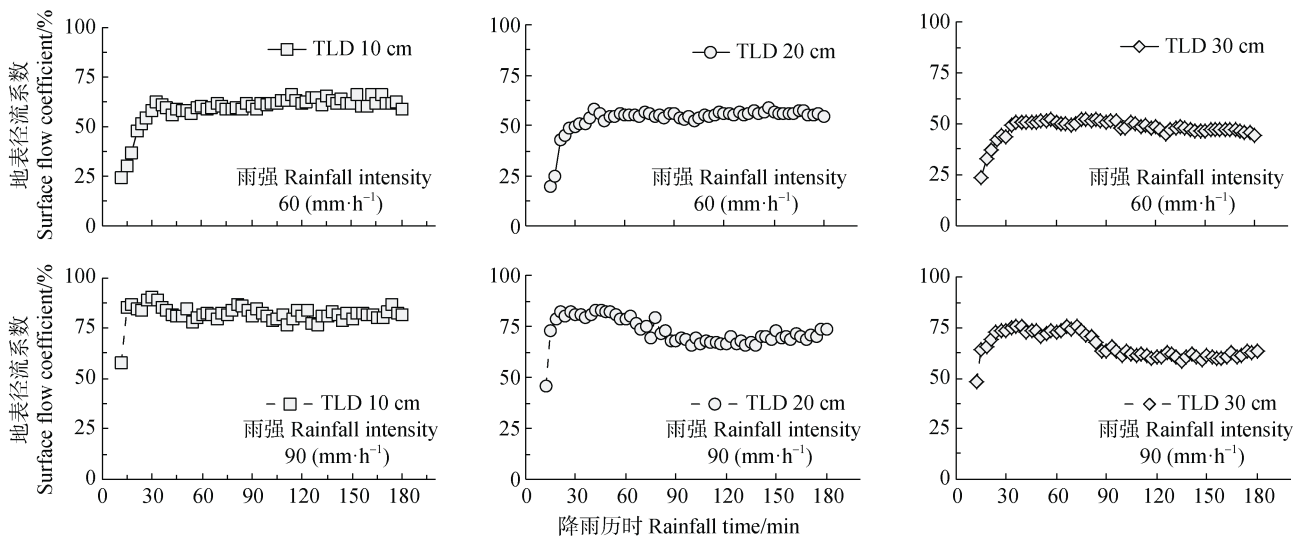 地表径流系数
Surface flow coefficient/%
100
75
50
25
0
TLD 10 cm
雨强 Rainfall intensity
60 (mm·h⁻¹)
100
75
50
25
0
TLD 20 cm
雨强 Rainfall intensity
60 (mm·h⁻¹)
100
75
50
25
0
TLD 30 cm
雨强 Rainfall intensity
60 (mm·h⁻¹)
地表径流系数
Surface flow coefficient/%
100
75
50
25
0
TLD 10 cm
雨强 Rainfall intensity
90 (mm·h⁻¹)
0 30 60 90 120 150 180
100
75
50
25
0
TLD 20 cm
雨强 Rainfall intensity
90 (mm·h⁻¹)
0 30 60 90 120 150 180
100
75
50
25
0
TLD 30 cm
雨强 Rainfall intensity
90 (mm·h⁻¹)
0 30 60 90 120 150 180
降雨历时 Rainfall time/min